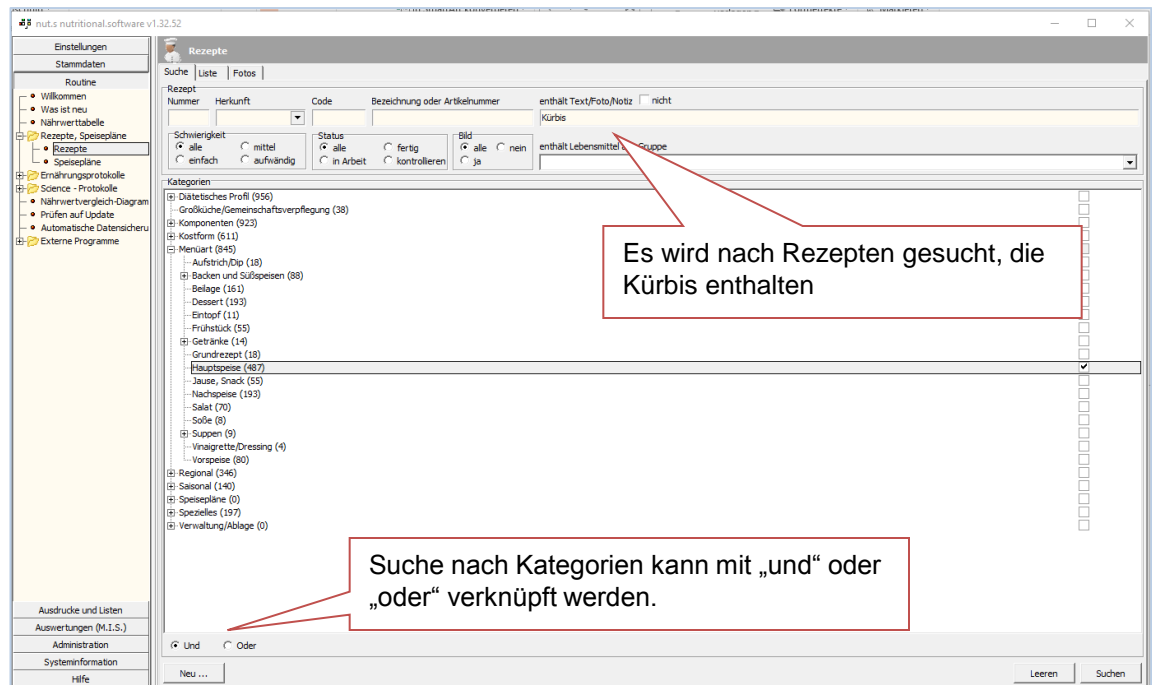 nut.s nutritional.software v1.32.52
Einstellungen
Stammdaten
Routine
Willkommen
Was ist neu
Nährwerttabelle
Rezepte, Speisepläne
Rezepte
Speisepläne
Ernährungsprotokolle
Science - Protokolle
Nährwertvergleich-Diagram
Prüfen auf Update
Automatische Datensicheru
Externe Programme
Ausdrucke und Listen
Auswertungen (M.I.S.)
Administration
Systeminformation
Hilfe
Rezepte
Suche Liste Fotos
Rezept
Nummer Herkunft Code Bezeichnung oder Artikelnummer enthält Text/Foto/Notiz nicht
Kürbis
Schwierigkeit Status Bild
alle mittel alle fertig alle nein enthält Lebensmittel Gruppe
einfach aufwändig in Arbeit kontrollieren ja
Kategorien
Diätetisches Profil (956)
Großküche/Gemeinschaftsverpflegung (38)
Komponenten (923)
Kostform (611)
Menüart (845)
Aufstrich/Dip (18)
Backen und Süßspeisen (88)
Beilage (161)
Dessert (193)
Eintopf (11)
Frühstück (55)
Getränke (14)
Grundrezept (18)
Hauptspeise (487)
Jause, Snack (55)
Nachspeise (193)
Salat (70)
Soße (8)
Suppen (9)
Vinaigrette/Dressing (4)
Vorspeise (80)
Regional (346)
Saisonal (140)
Speisepläne (0)
Spezielles (197)
Verwaltung/Ablage (0)
Es wird nach Rezepten gesucht, die
Kürbis enthalten
Suche nach Kategorien kann mit „und“ oder
„oder“ verknüpft werden.
Und Oder
Neu ... Leeren Suchen